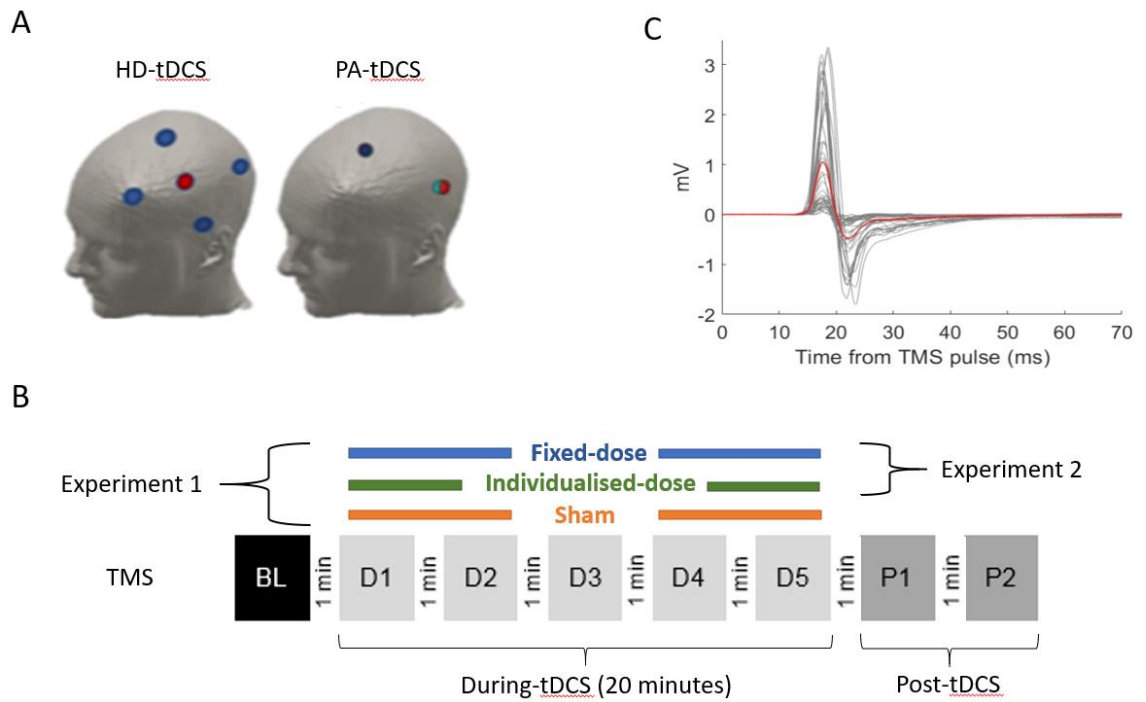 A
HD-tDCS
PA-tDCS
C
3
2
1
0
-1
-2
mV
0 10 20 30 40 50 60 70
Time from TMS pulse (ms)
B
Experiment 1
Fixed-dose
Individualised-dose
Sham
Experiment 2
TMS
BL
1 min
D1
1 min
D2
1 min
D3
1 min
D4
1 min
D5
1 min
P1
1 min
P2
During-tDCS (20 minutes)
Post-tDCS